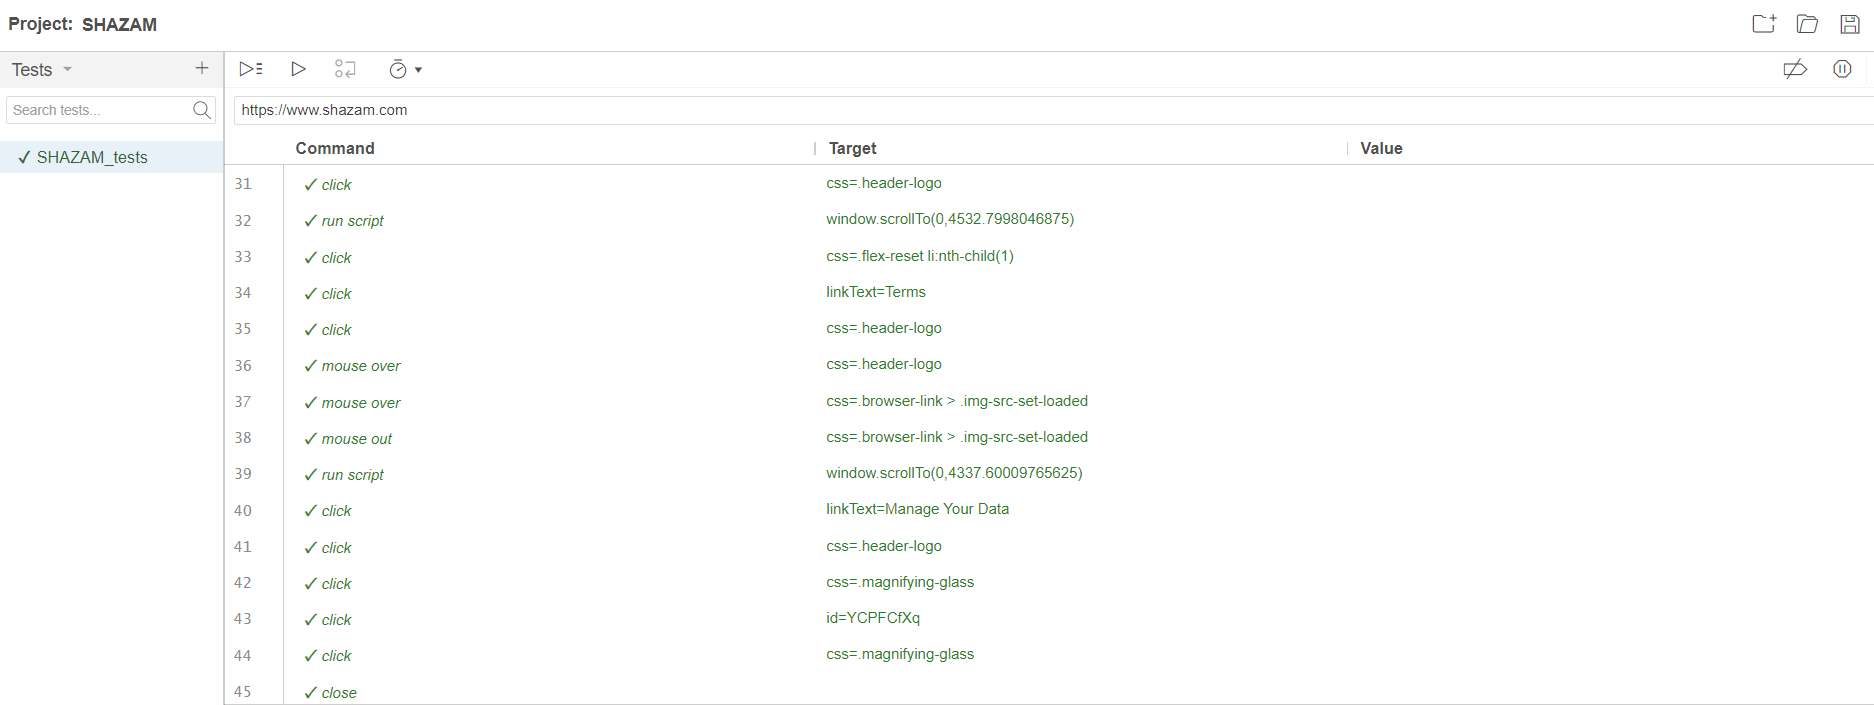 Project: SHAZAM
Tests
Search tests...
https://www.shazam.com
✓ SHAZAM_tests
Command Target Value
31 ✓ click css=.header-logo
32 ✓ run script window.scrollTo(0,4532.7998046875)
33 ✓ click css=.flex-reset li:nth-child(1)
34 ✓ click linkText=Terms
35 ✓ click css=.header-logo
36 ✓ mouse over css=.header-logo
37 ✓ mouse over css=.browser-link > .img-src-set-loaded
38 ✓ mouse out css=.browser-link > .img-src-set-loaded
39 ✓ run script window.scrollTo(0,4337.60009765625)
40 ✓ click linkText=Manage Your Data
41 ✓ click css=.header-logo
42 ✓ click css=.magnifying-glass
43 ✓ click id=YCPFCfXq
44 ✓ click css=.magnifying-glass
45 ✓ close